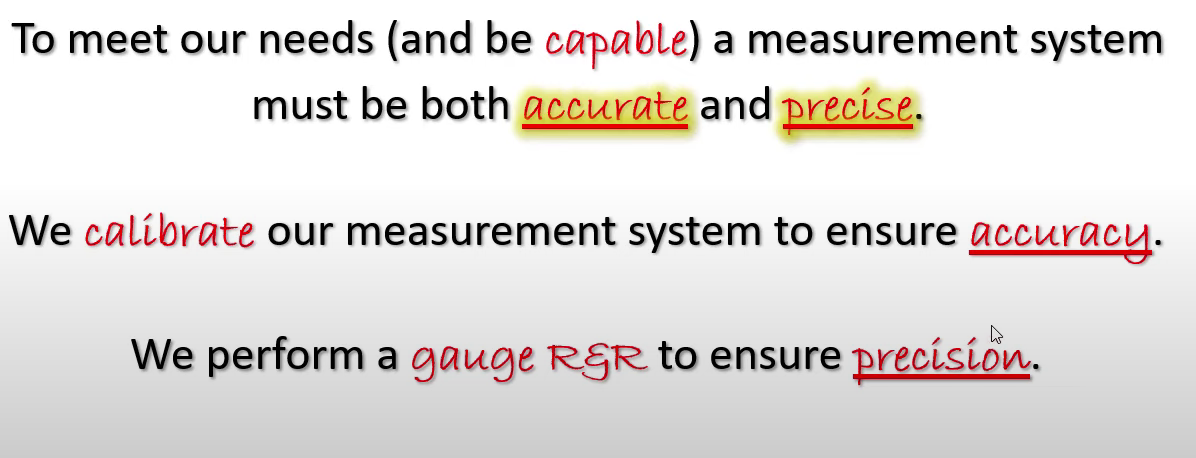 To meet our needs (and be capable) a measurement system
must be both accurate and precise.
We calibrate our measurement system to ensure accuracy.
We perform a gauge R&R to ensure precision.